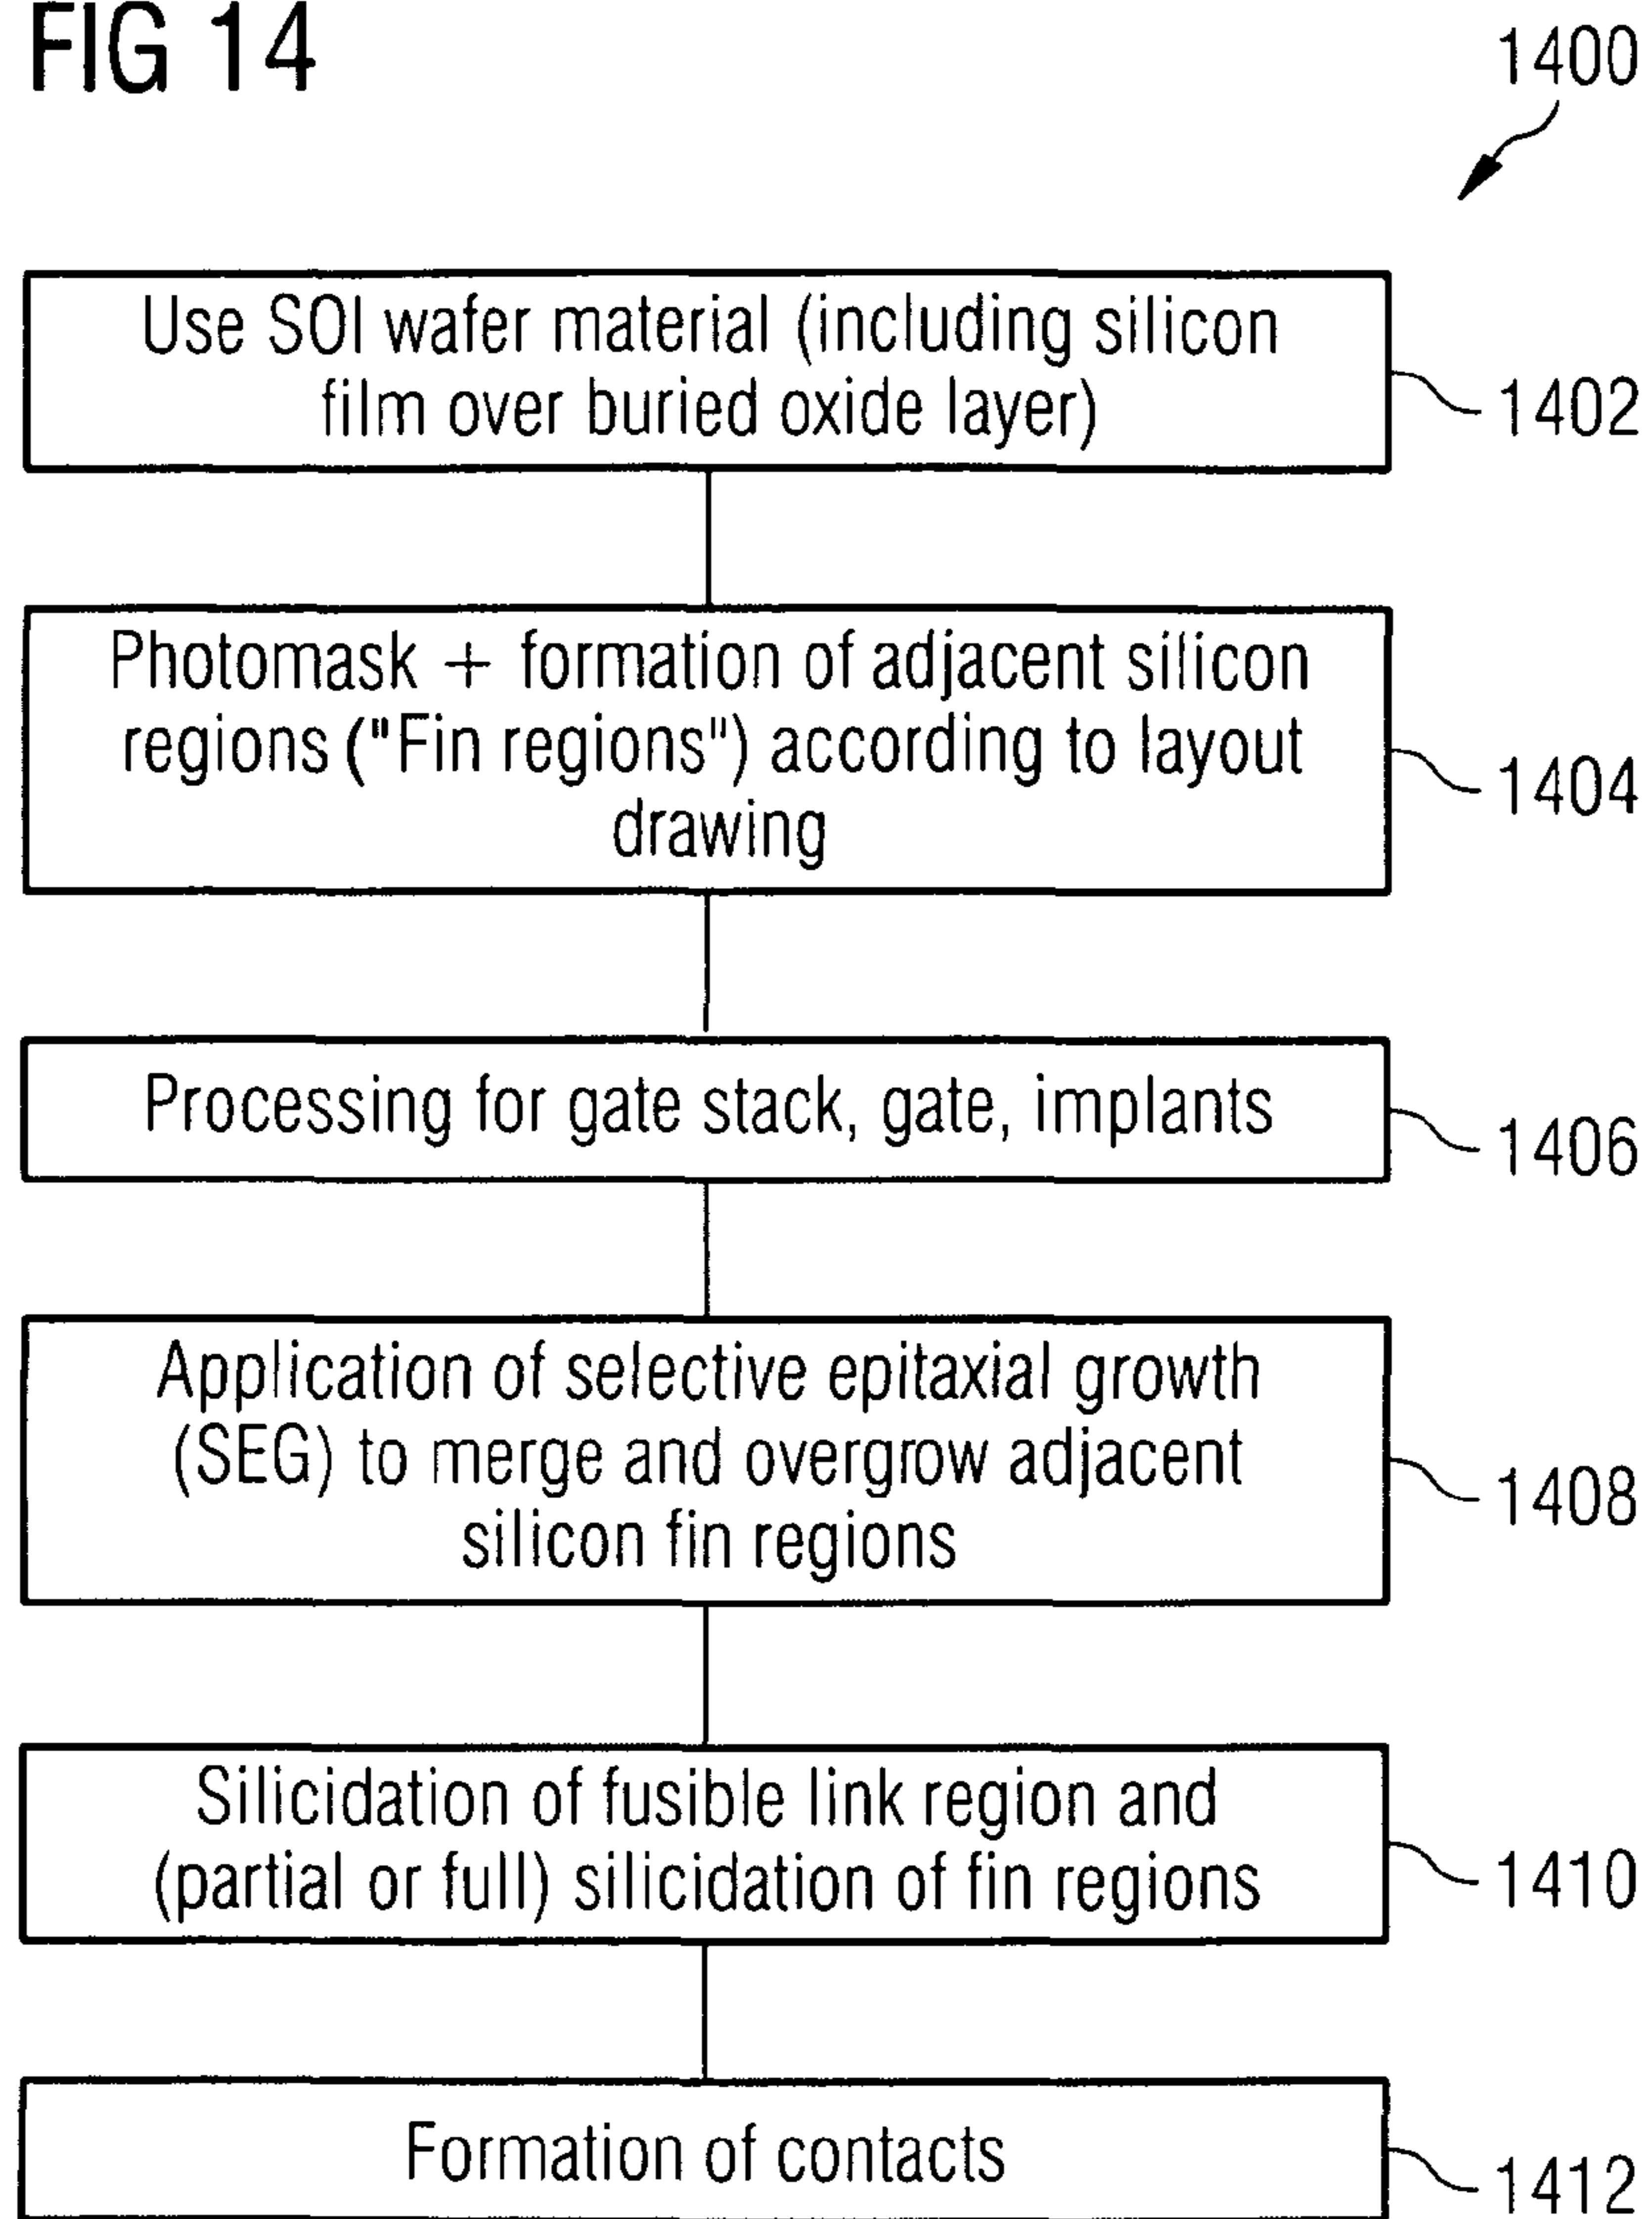 FIG 14
1400
Use SOI wafer material (including silicon
film over buried oxide layer)
1402
Photomask + formation of adjacent silicon
regions ("Fin regions") according to layout
drawing
1404
Processing for gate stack, gate, implants
1406
Application of selective epitaxial growth
(SEG) to merge and overgrow adjacent
silicon fin regions
1408
Silicidation of fusible link region and
(partial or full) silicidation of fin regions
1410
Formation of contacts
1412